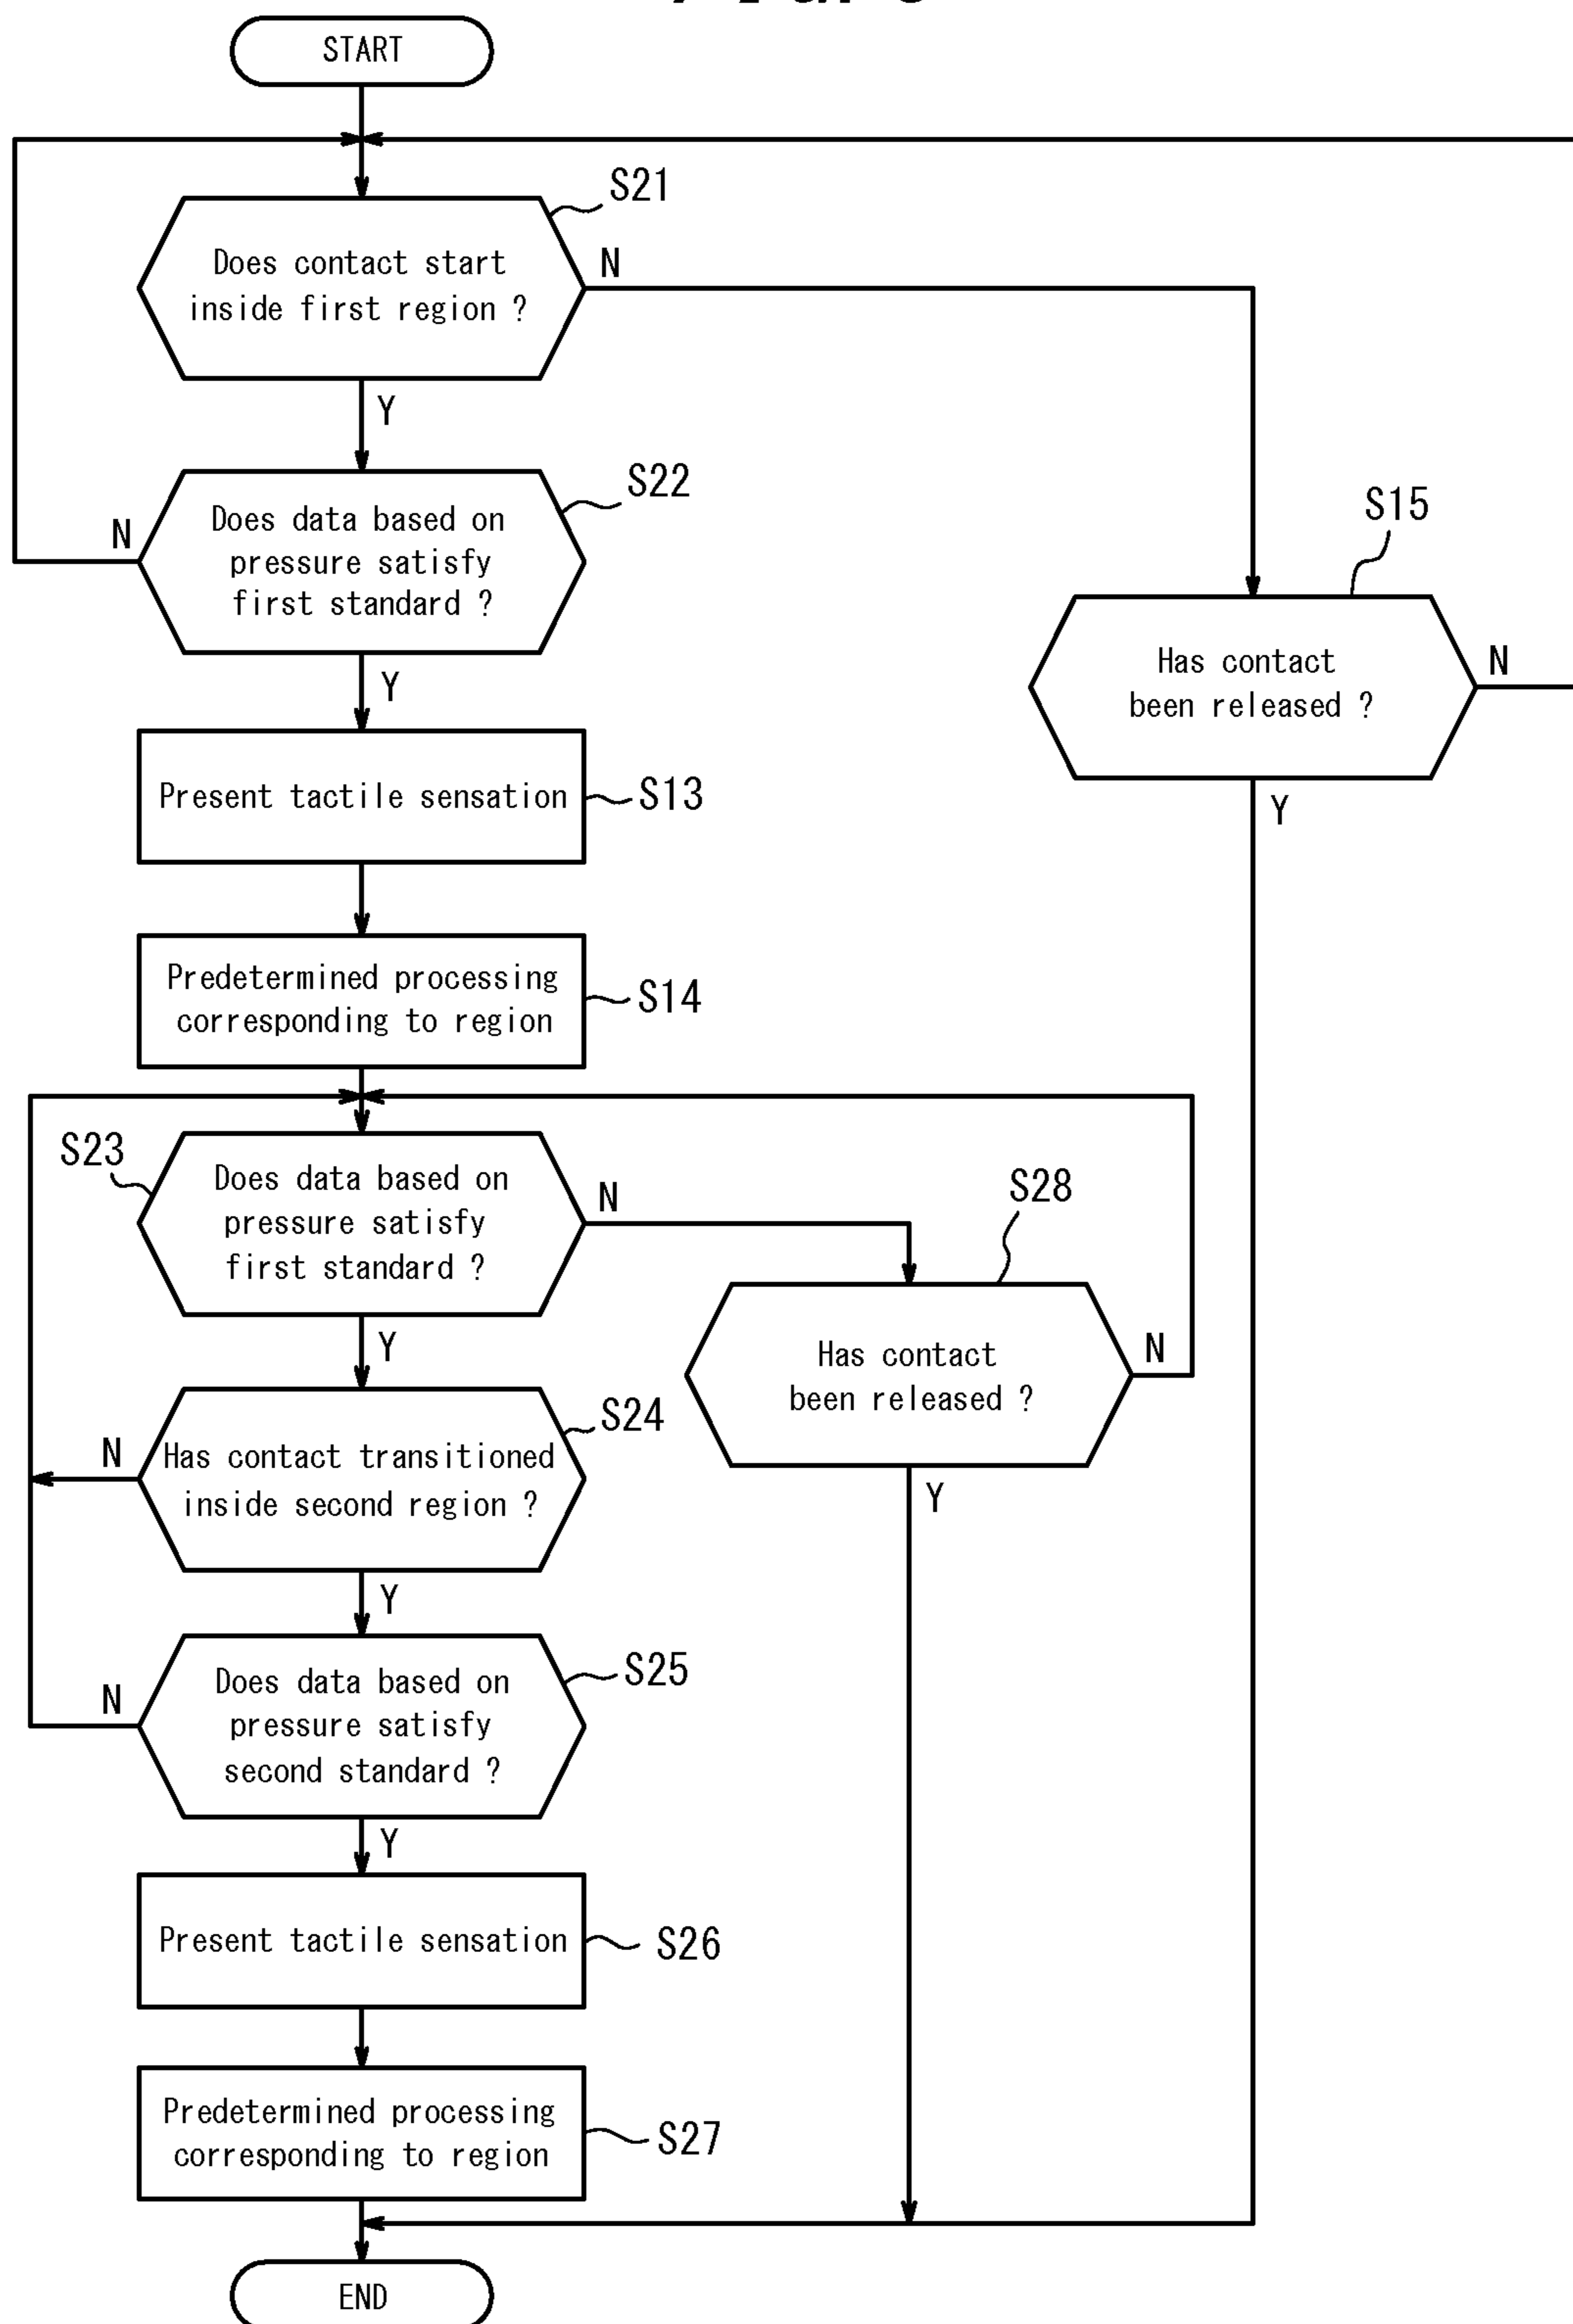 START
S21
Does contact start
inside first region ?
N
Y
S22
Does data based on
pressure satisfy
first standard ?
N
Y
S15
Has contact
been released ?
N
Y
Present tactile sensation
S13
Predetermined processing
corresponding to region
S14
S23
Does data based on
pressure satisfy
first standard ?
N
Y
S28
Has contact
been released ?
N
Y
S24
Has contact transitioned
inside second region ?
N
Y
S25
Does data based on
pressure satisfy
second standard ?
N
Y
Present tactile sensation
S26
Predetermined processing
corresponding to region
S27
END